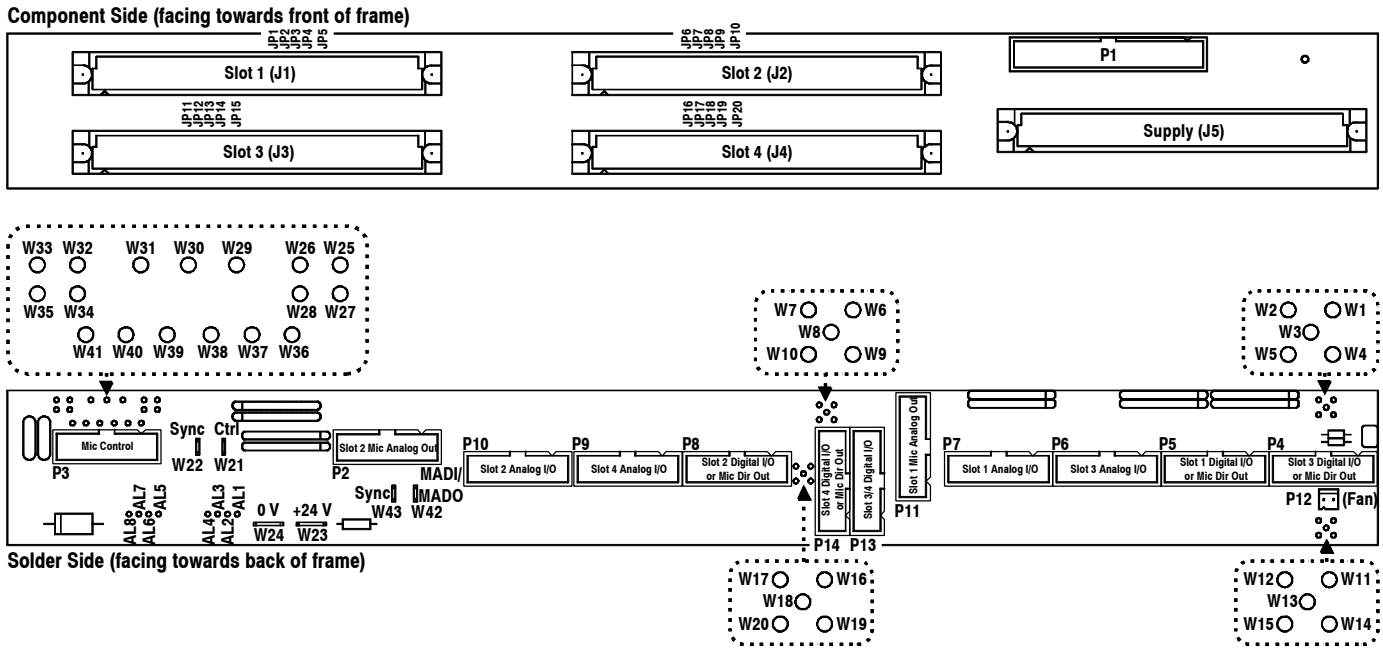 Component Side (facing towards front of frame)
JP1 JP2 JP3 JP4 JP5
JP6 JP7 JP8 JP9 JP10
Slot 1 (J1)
Slot 2 (J2)
P1
JP11 JP12 JP13 JP14 JP15
JP16 JP17 JP18 JP19 JP20
Supply (J5)
Slot 3 (J3)
Slot 4 (J4)
W33 W32 W31 W30 W29 W26 W25
W35 W34 W28 W27
W41 W40 W39 W38 W37 W36
W7 W6
W8
W10 W9
W2 W1
W3
W5 W4
Mic Control
P3
Sync
W22
Ctrl
W21
Slot 2 Mic Analog Out
P2
MADI/
MADO
W42
Sync
W43
P10
Slot 2 Analog I/O
P9
Slot 4 Analog I/O
P8
Slot 2 Digital I/O
or Mic Dir Out
Slot 4 Digital I/O
or Mic Dir Out
P14
Slot 3/4 Digital I/O
P13
Slot 1 Mic Analog Out
P11
P7
Slot 1 Analog I/O
P6
Slot 3 Analog I/O
P5
Slot 1 Digital I/O
or Mic Dir Out
P4
Slot 3 Digital I/O
or Mic Dir Out
P12 (Fan)
AL8 AL7 AL6 AL5
AL4 AL3 AL2 AL1
0 V
W24
+24 V
W23
Solder Side (facing towards back of frame)
W17 W16
W18
W20 W19
W12 W11
W13
W15 W14